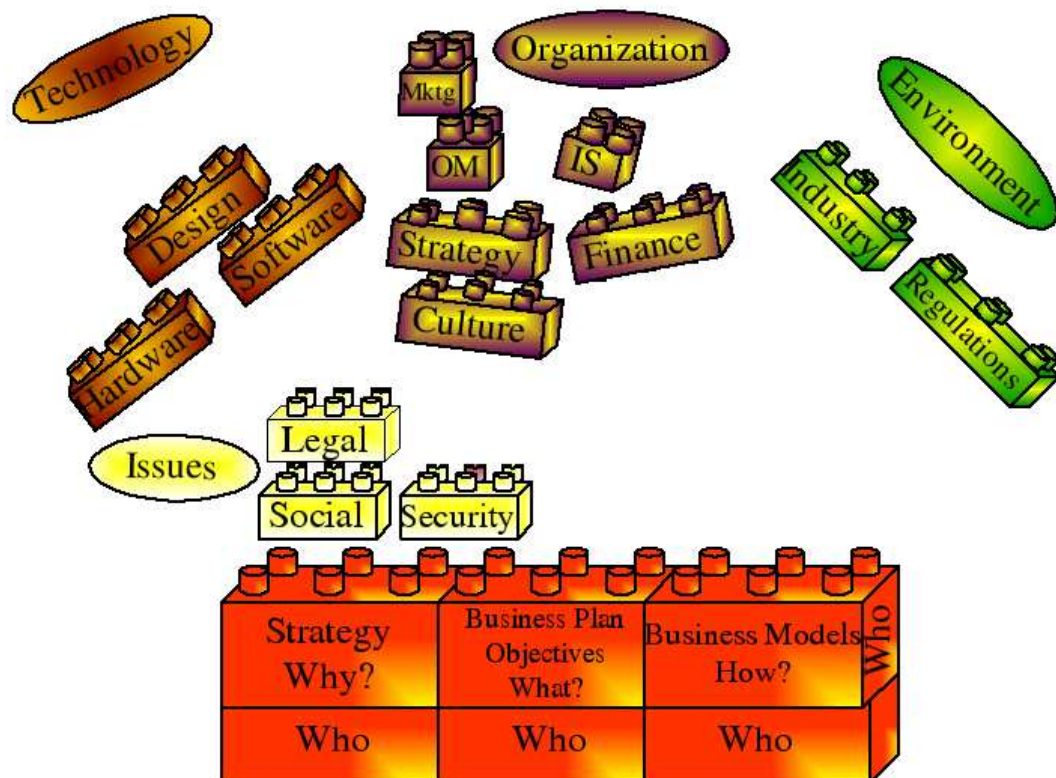 Technology
Organization
Environment
Mktg
OM
IS
Design
Software
Hardware
Strategy
Finance
Culture
Industry
Regulations
Issues
Legal
Social
Security
Strategy
Why?
Business Plan
Objectives
What?
Business Models
How?
Who
Who
Who
Who